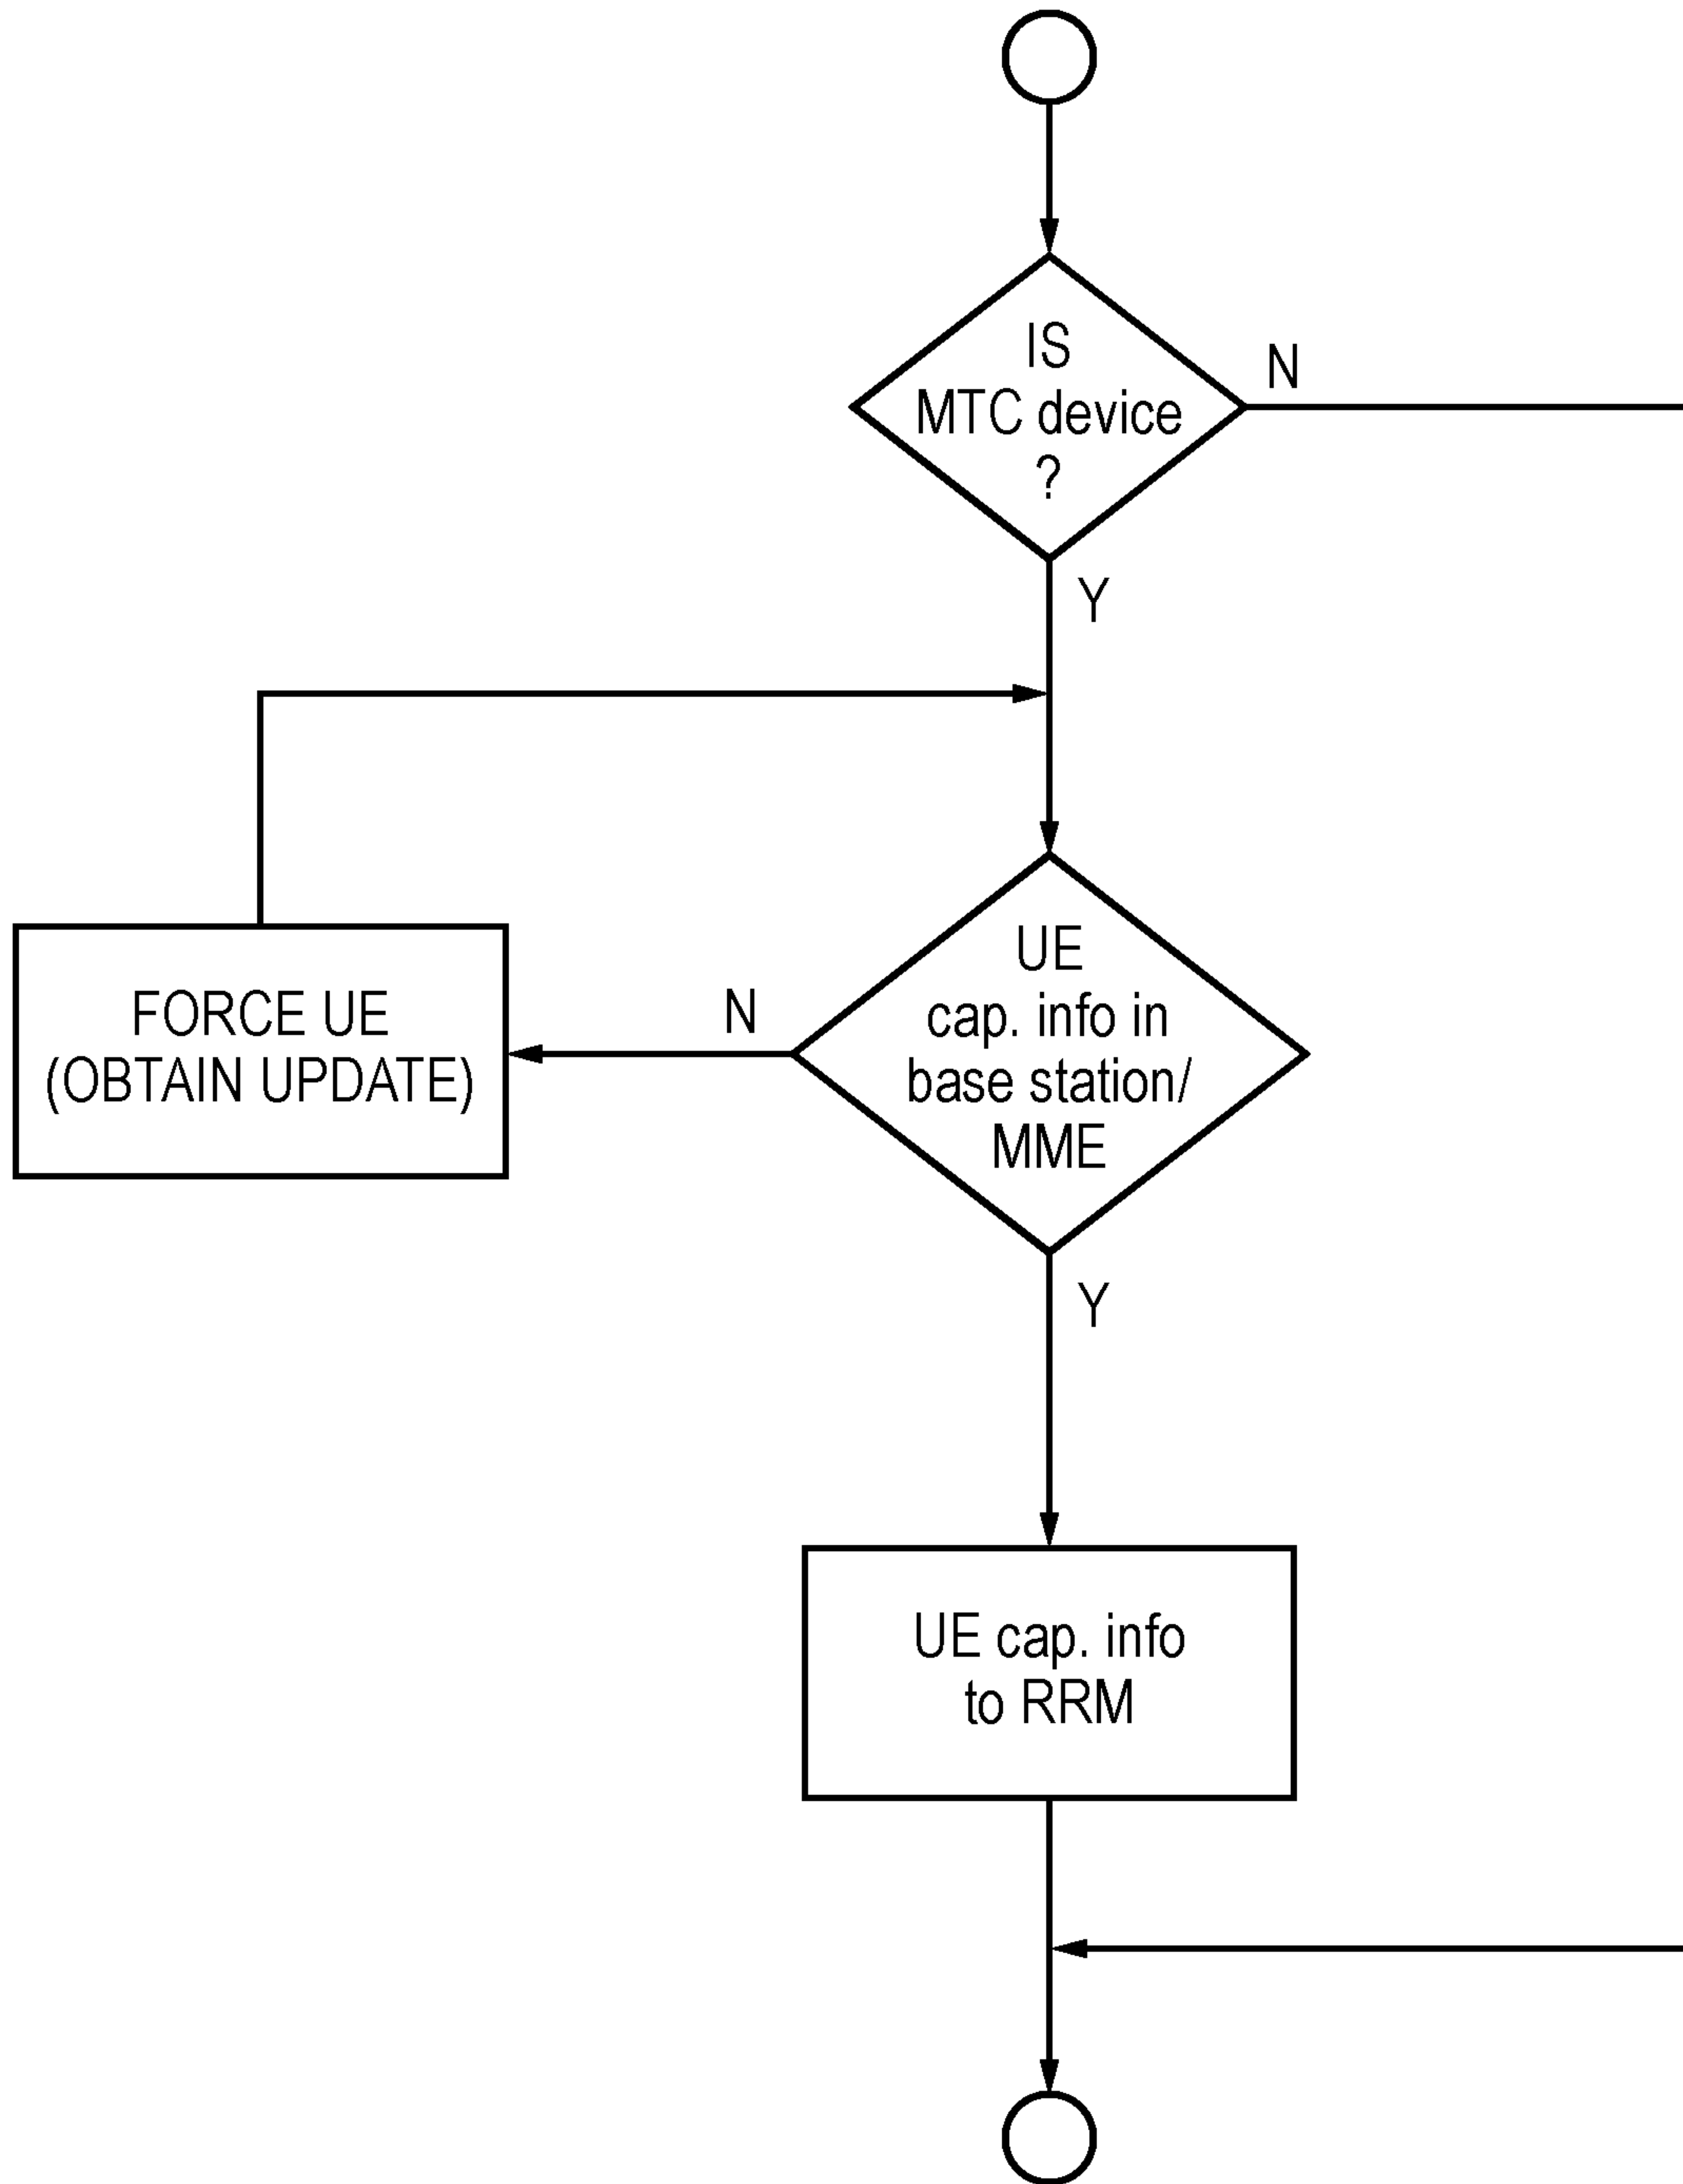 IS
MTC device
?
N
Y
UE
cap. info in
base station/
MME
N
FORCE UE
(OBTAIN UPDATE)
Y
UE cap. info
to RRM